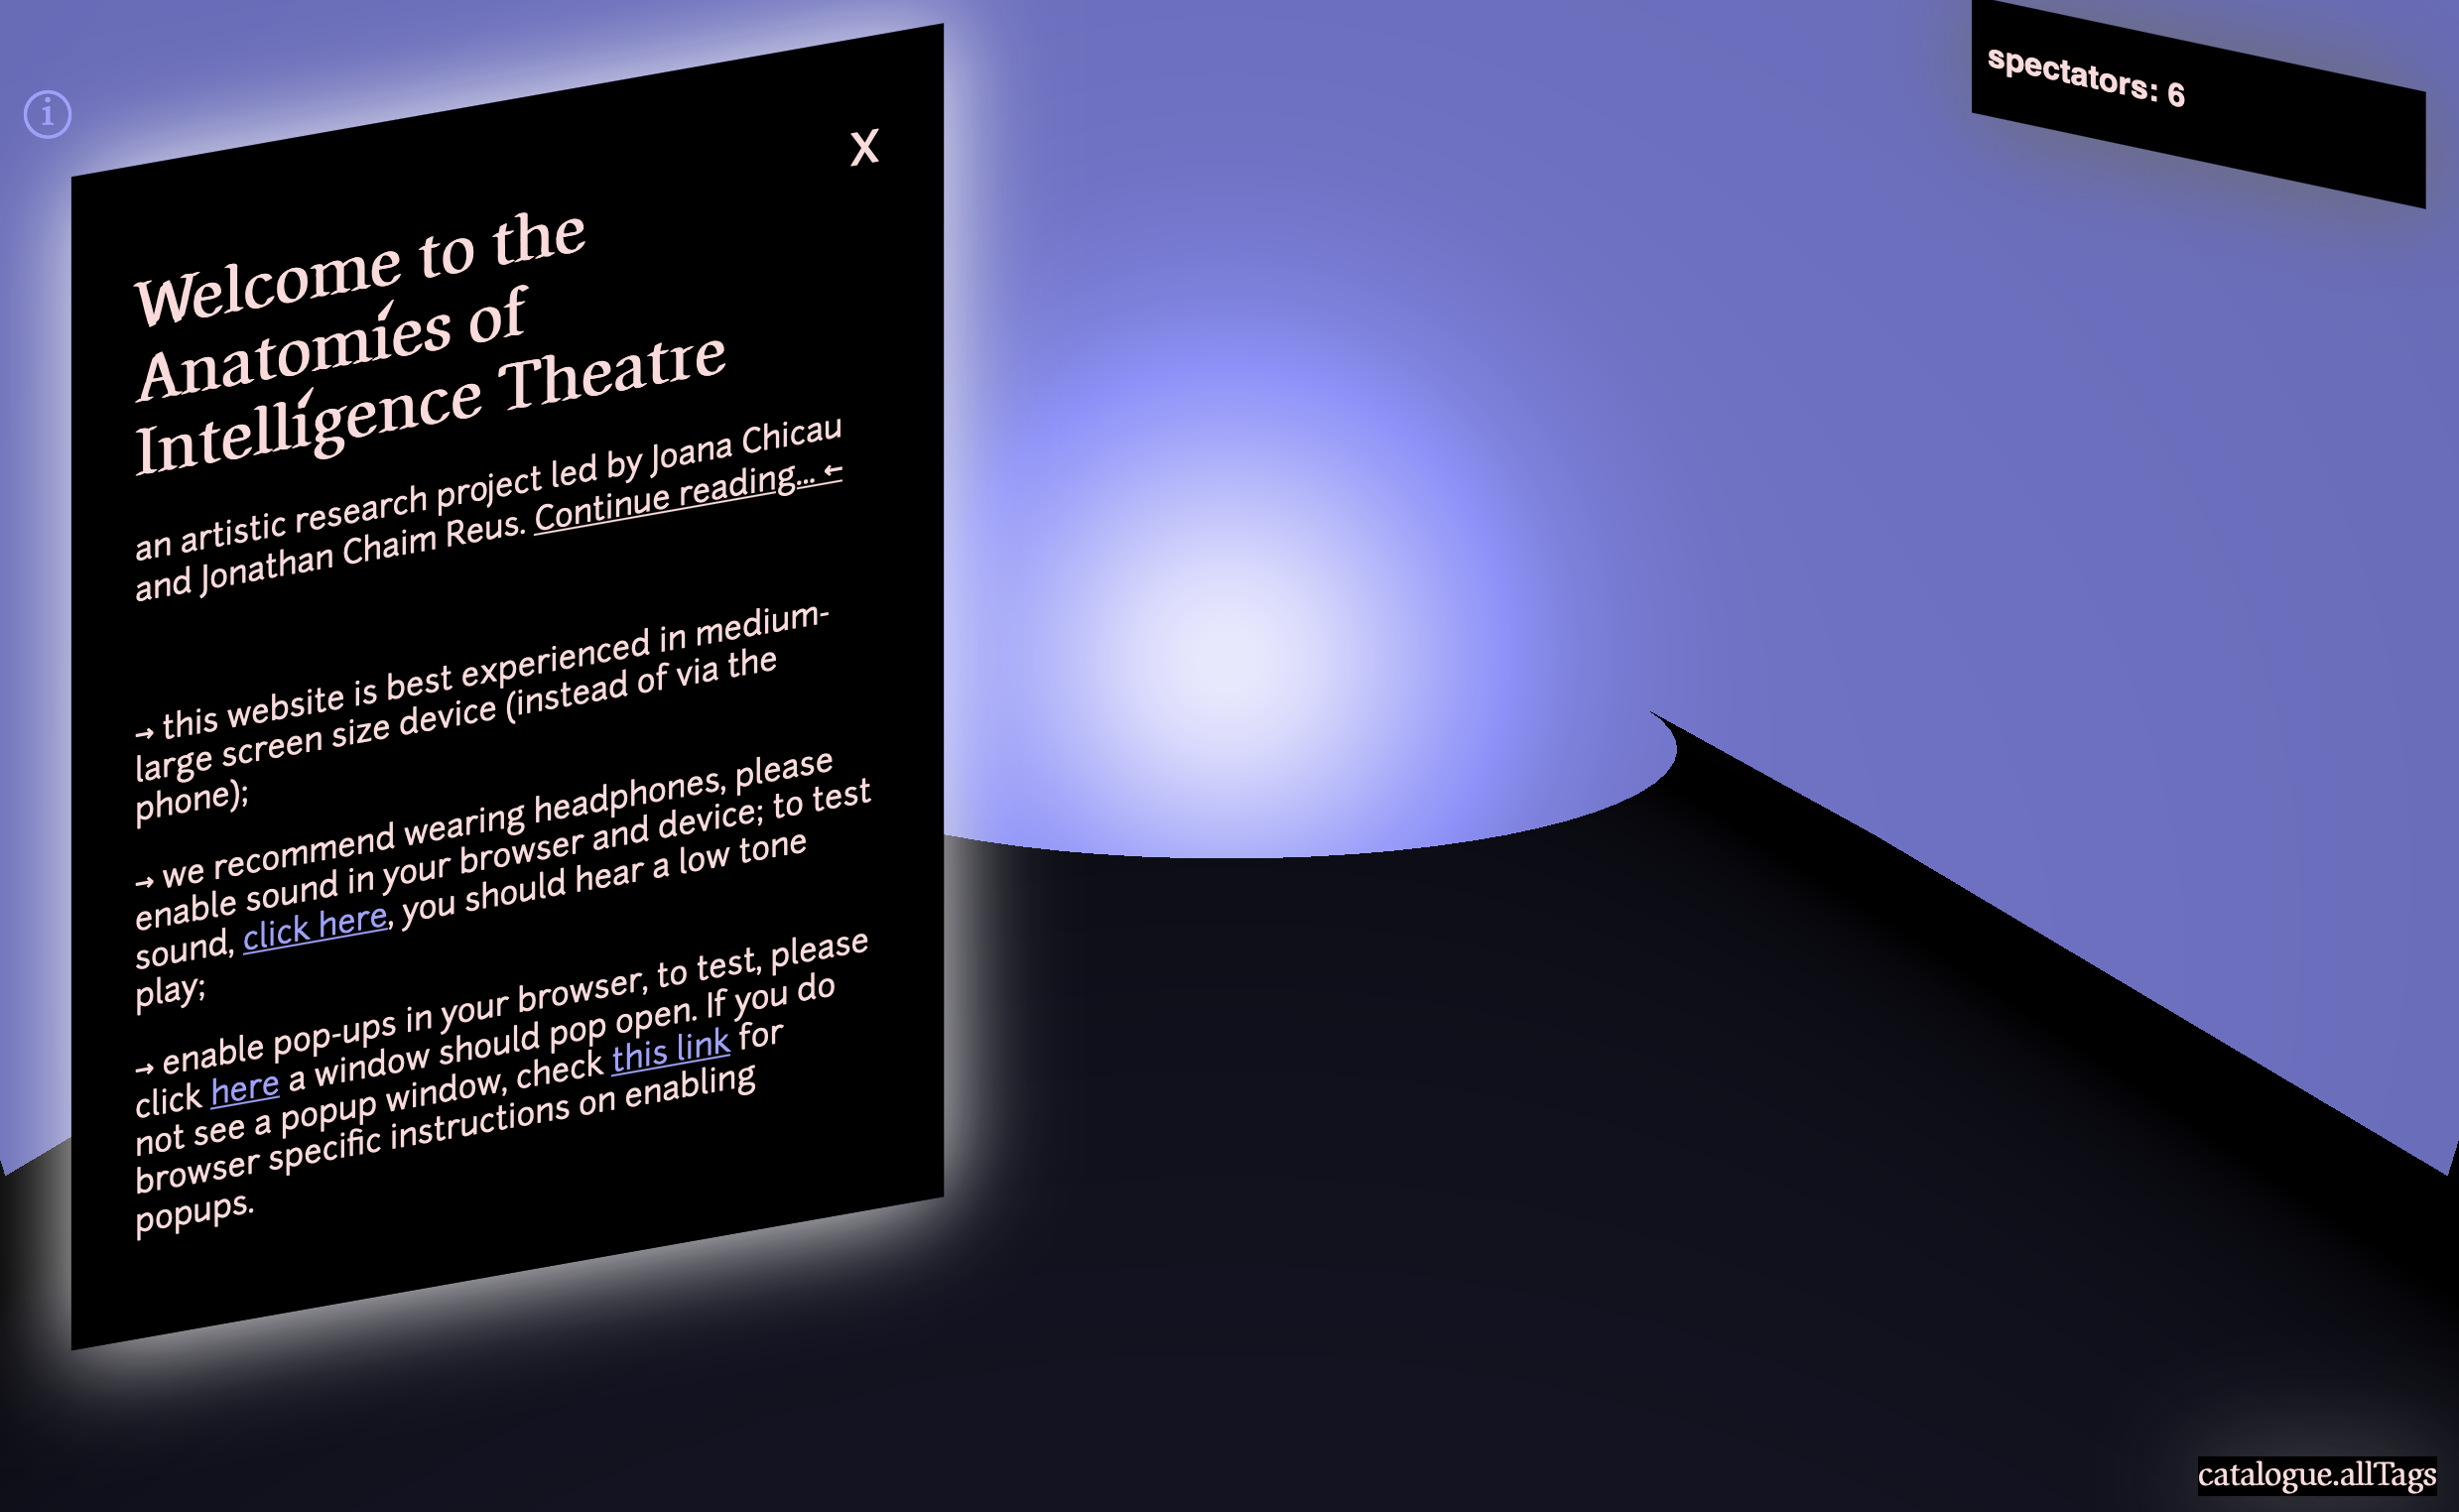 i
spectators: 6
X
Welcome to the
Anatomíes of
Intellígence Theatre
an artistic research project led by Joana Chicau
and Jonathan Chaim Reus. Continue reading... ←
→ this website is best experienced in medium-
large screen size device (instead of via the
phone);
→ we recommend wearing headphones, please
enable sound in your browser and device; to test
sound, click here, you should hear a low tone
play;
→ enable pop-ups in your browser, to test, please
click here a window should pop open. If you do
not see a popup window, check this link for
browser specific instructions on enabling
popups.
catalogue.allTags